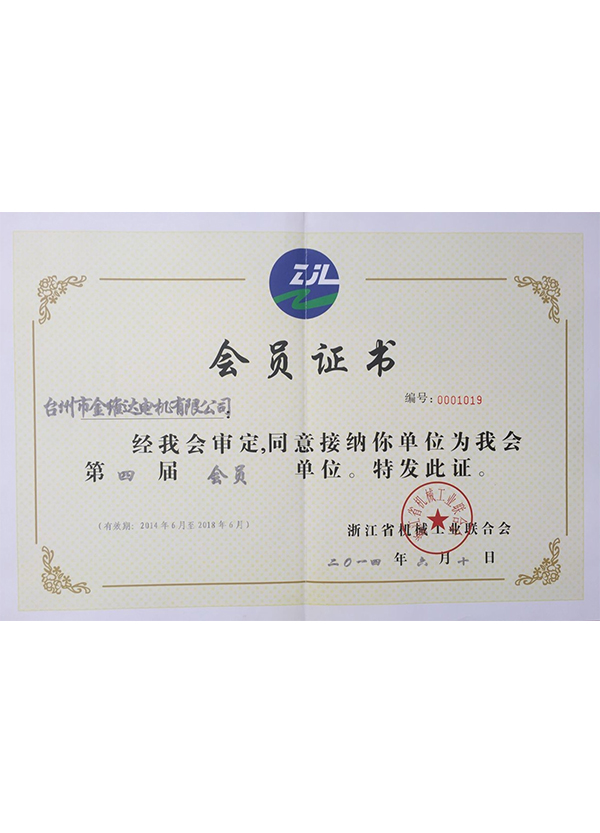 ZJL
会员证书
台州市金瑞达电机有限公司
编号:0001019
经我会审定,同意接纳你单位为我会
第四届 会员 单位。特发此证。
(有效期: 2014年6月至2018年6月)
浙江省机械工业联合会
二〇一四年六月十日
浙江省机械工业联合会